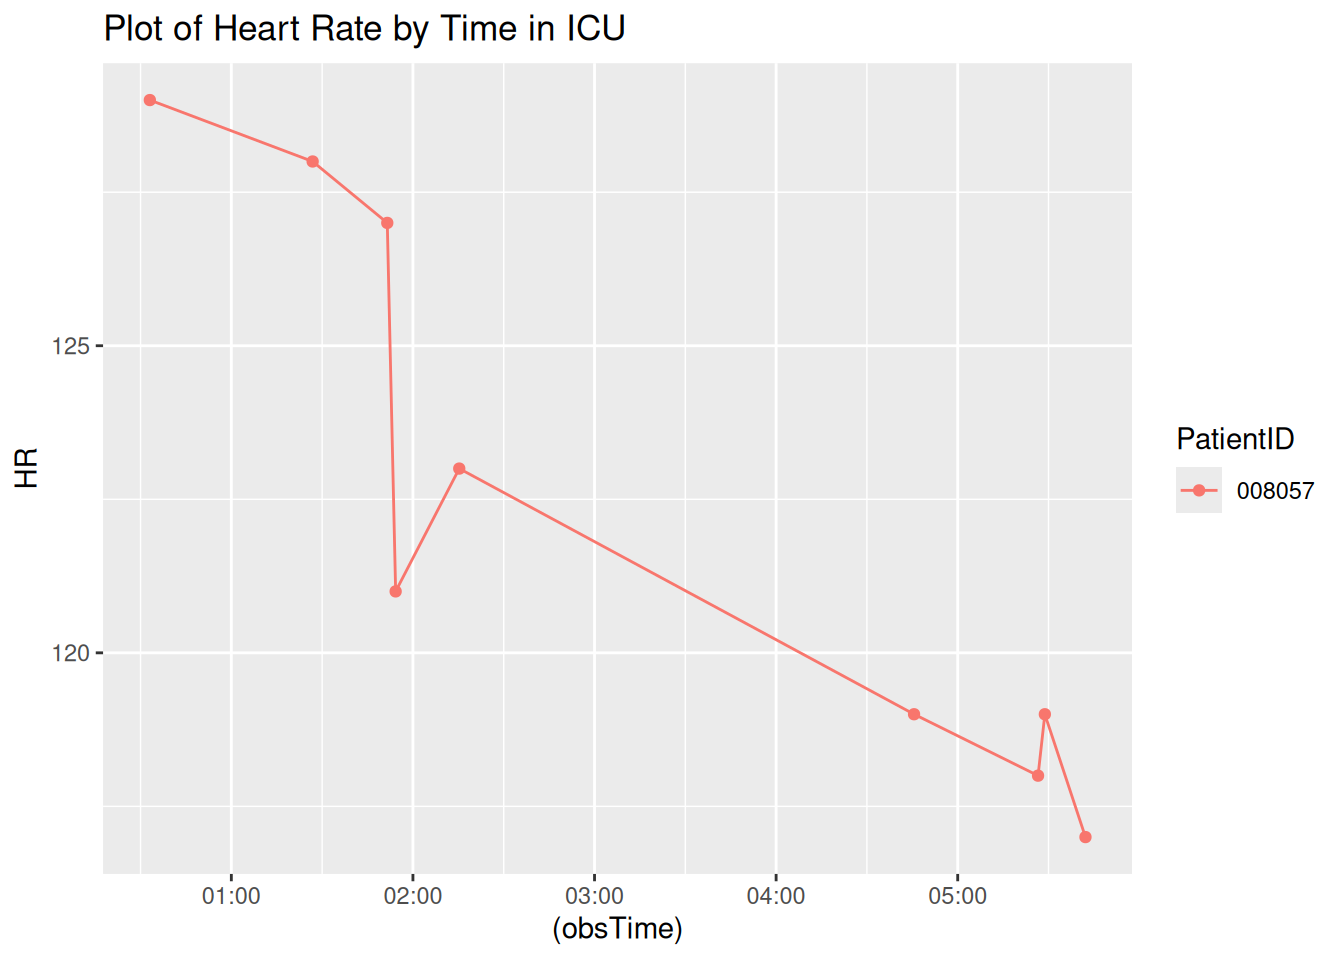 Plot of Heart Rate by Time in ICU
HR
125
120
01:00 02:00 03:00 04:00 05:00
(obsTime)
PatientID
008057